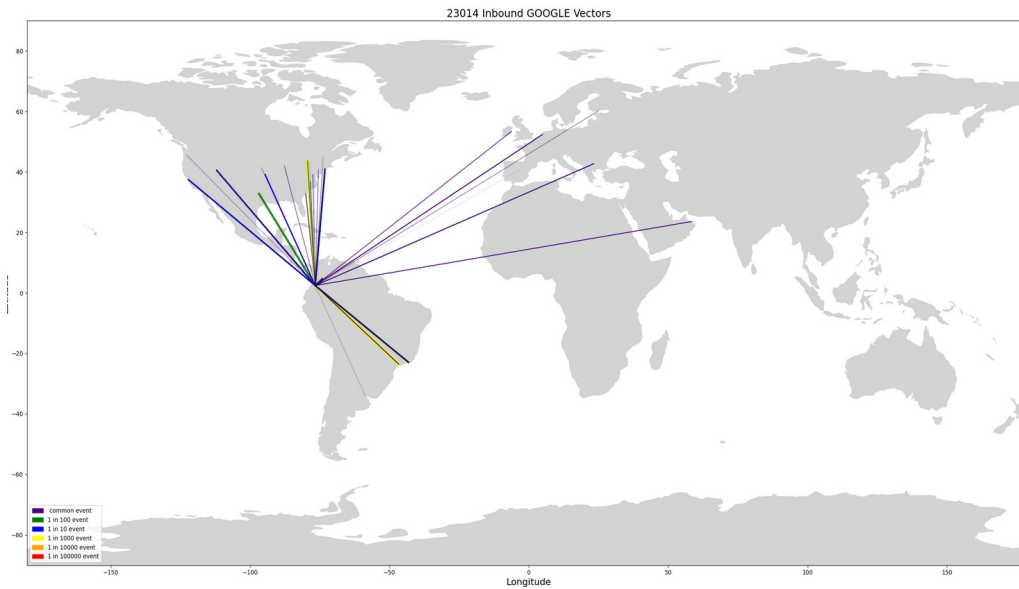 23014 Inbound GOOGLE Vectors
80
60
40
20
0
−20
−40
−60
−80
common event
1 in 100 event
1 in 10 event
1 in 1000 event
1 in 10000 event
1 in 100000 event
−150
−100
−50
0
50
100
150
Longitude